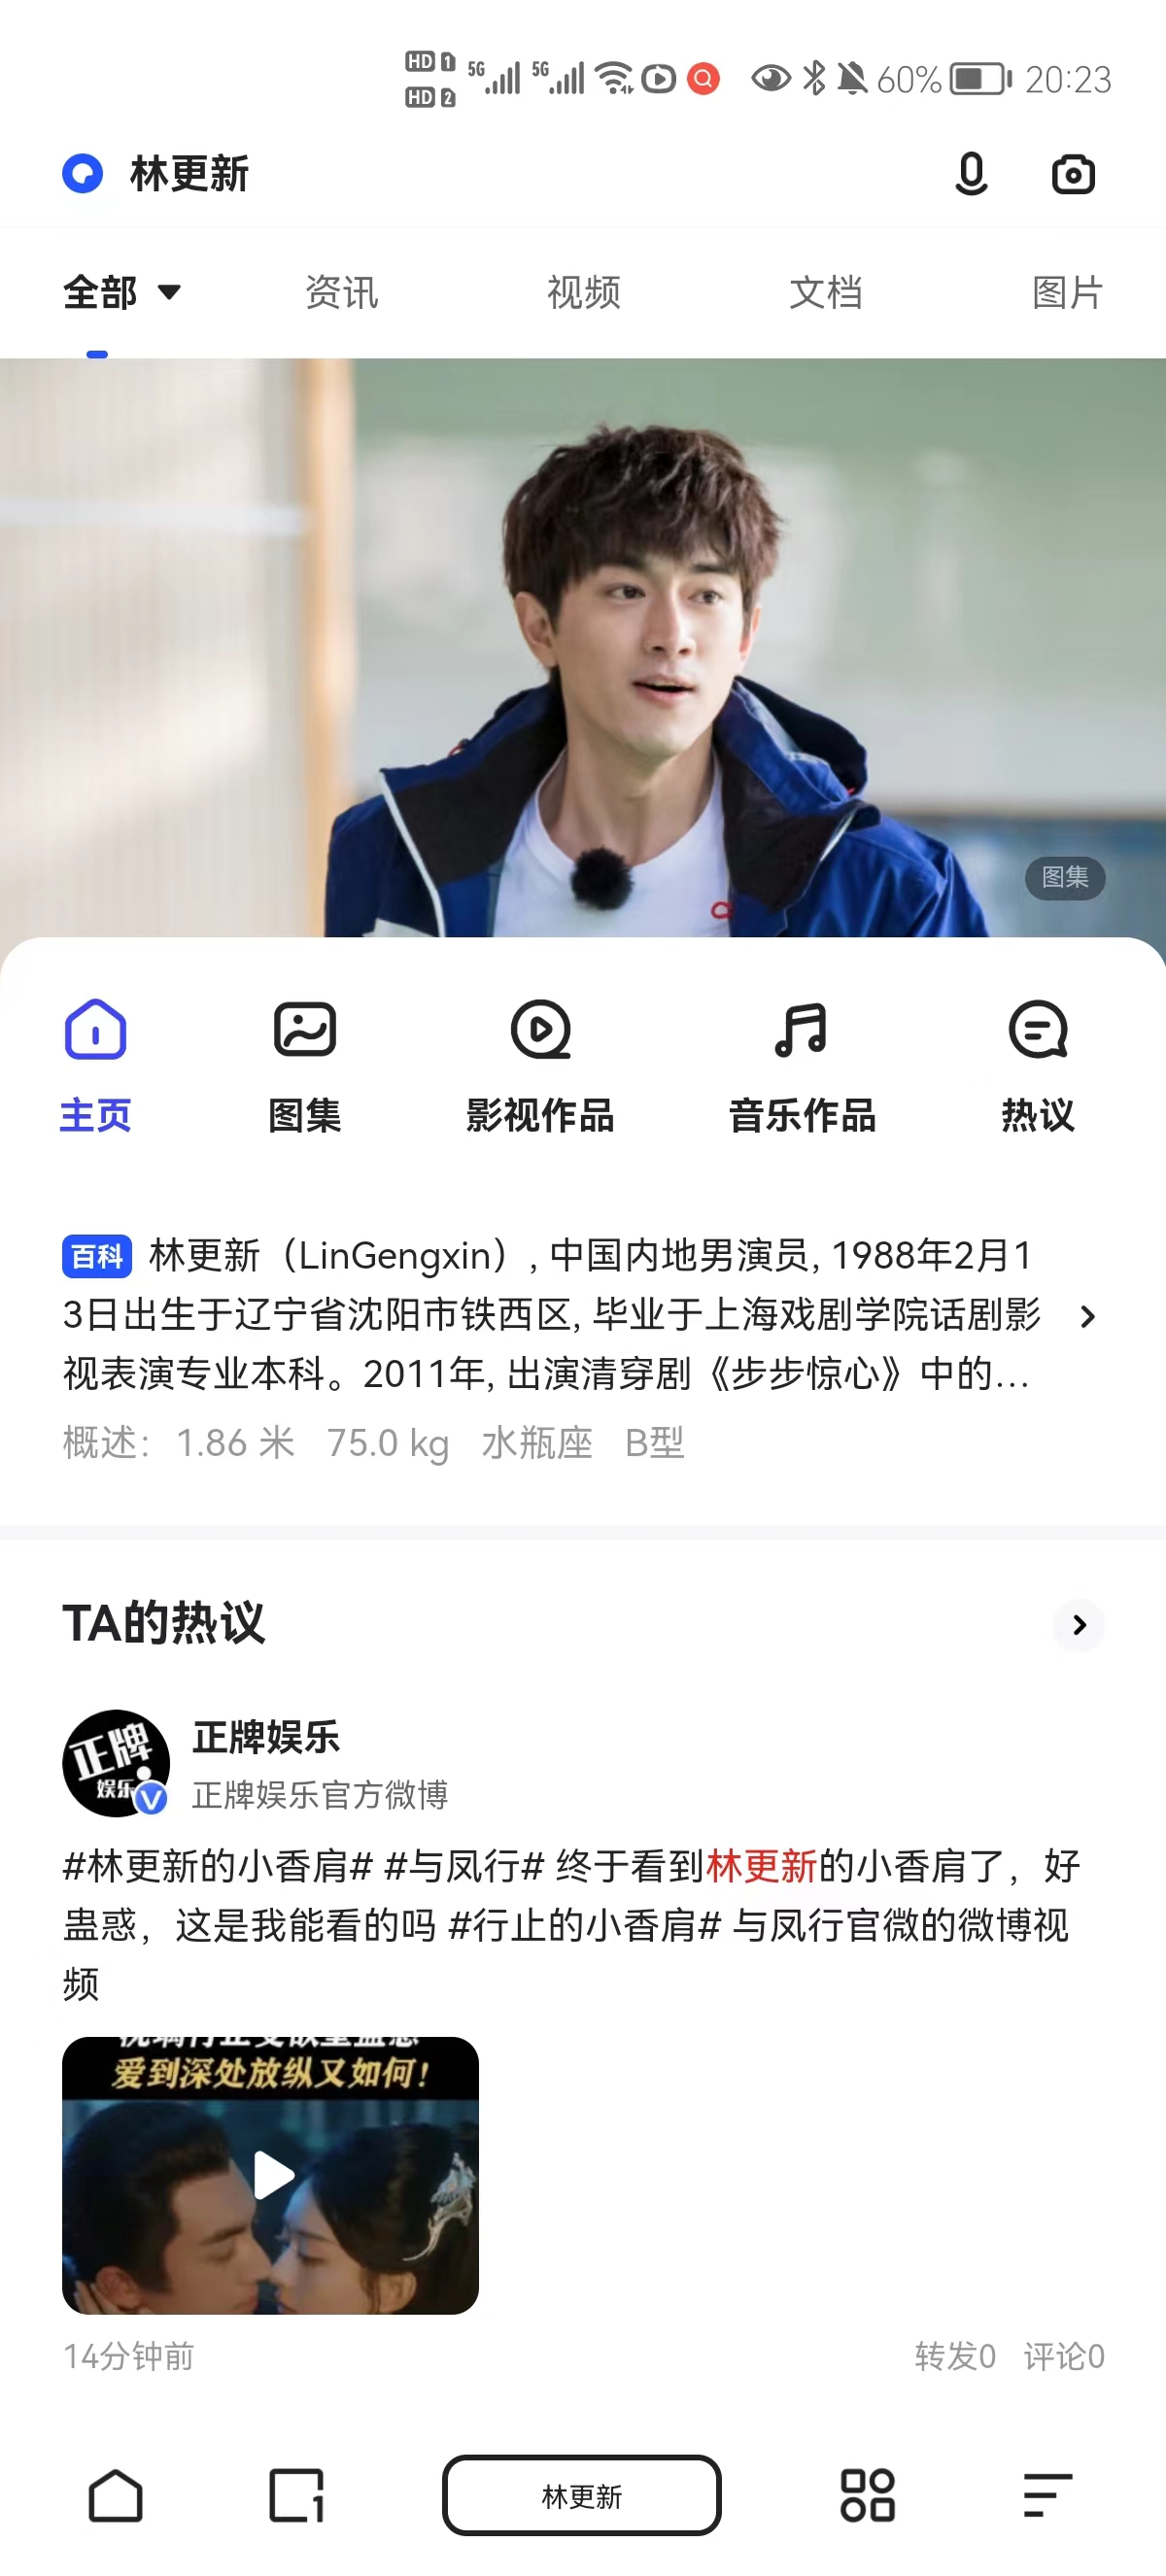 HD 1 5G 5G 60% 20:23
HD 2
林更新
全部 资讯 视频 文档 图片
图集
主页 图集 影视作品 音乐作品 热议
百科 林更新（LinGengxin）, 中国内地男演员, 1988年2月1
3日出生于辽宁省沈阳市铁西区, 毕业于上海戏剧学院话剧影
视表演专业本科。2011年, 出演清穿剧《步步惊心》中的...
概述： 1.86 米 75.0 kg 水瓶座 B型
TA的热议
正牌
娱乐
V
正牌娱乐
正牌娱乐官方微博
#林更新的小香肩# #与凤行# 终于看到林更新的小香肩了，好
蛊惑，这是我能看的吗 #行止的小香肩# 与凤行官微的微博视
频
爱到深处放纵又如何！
14分钟前 转发0 评论0
1 林更新